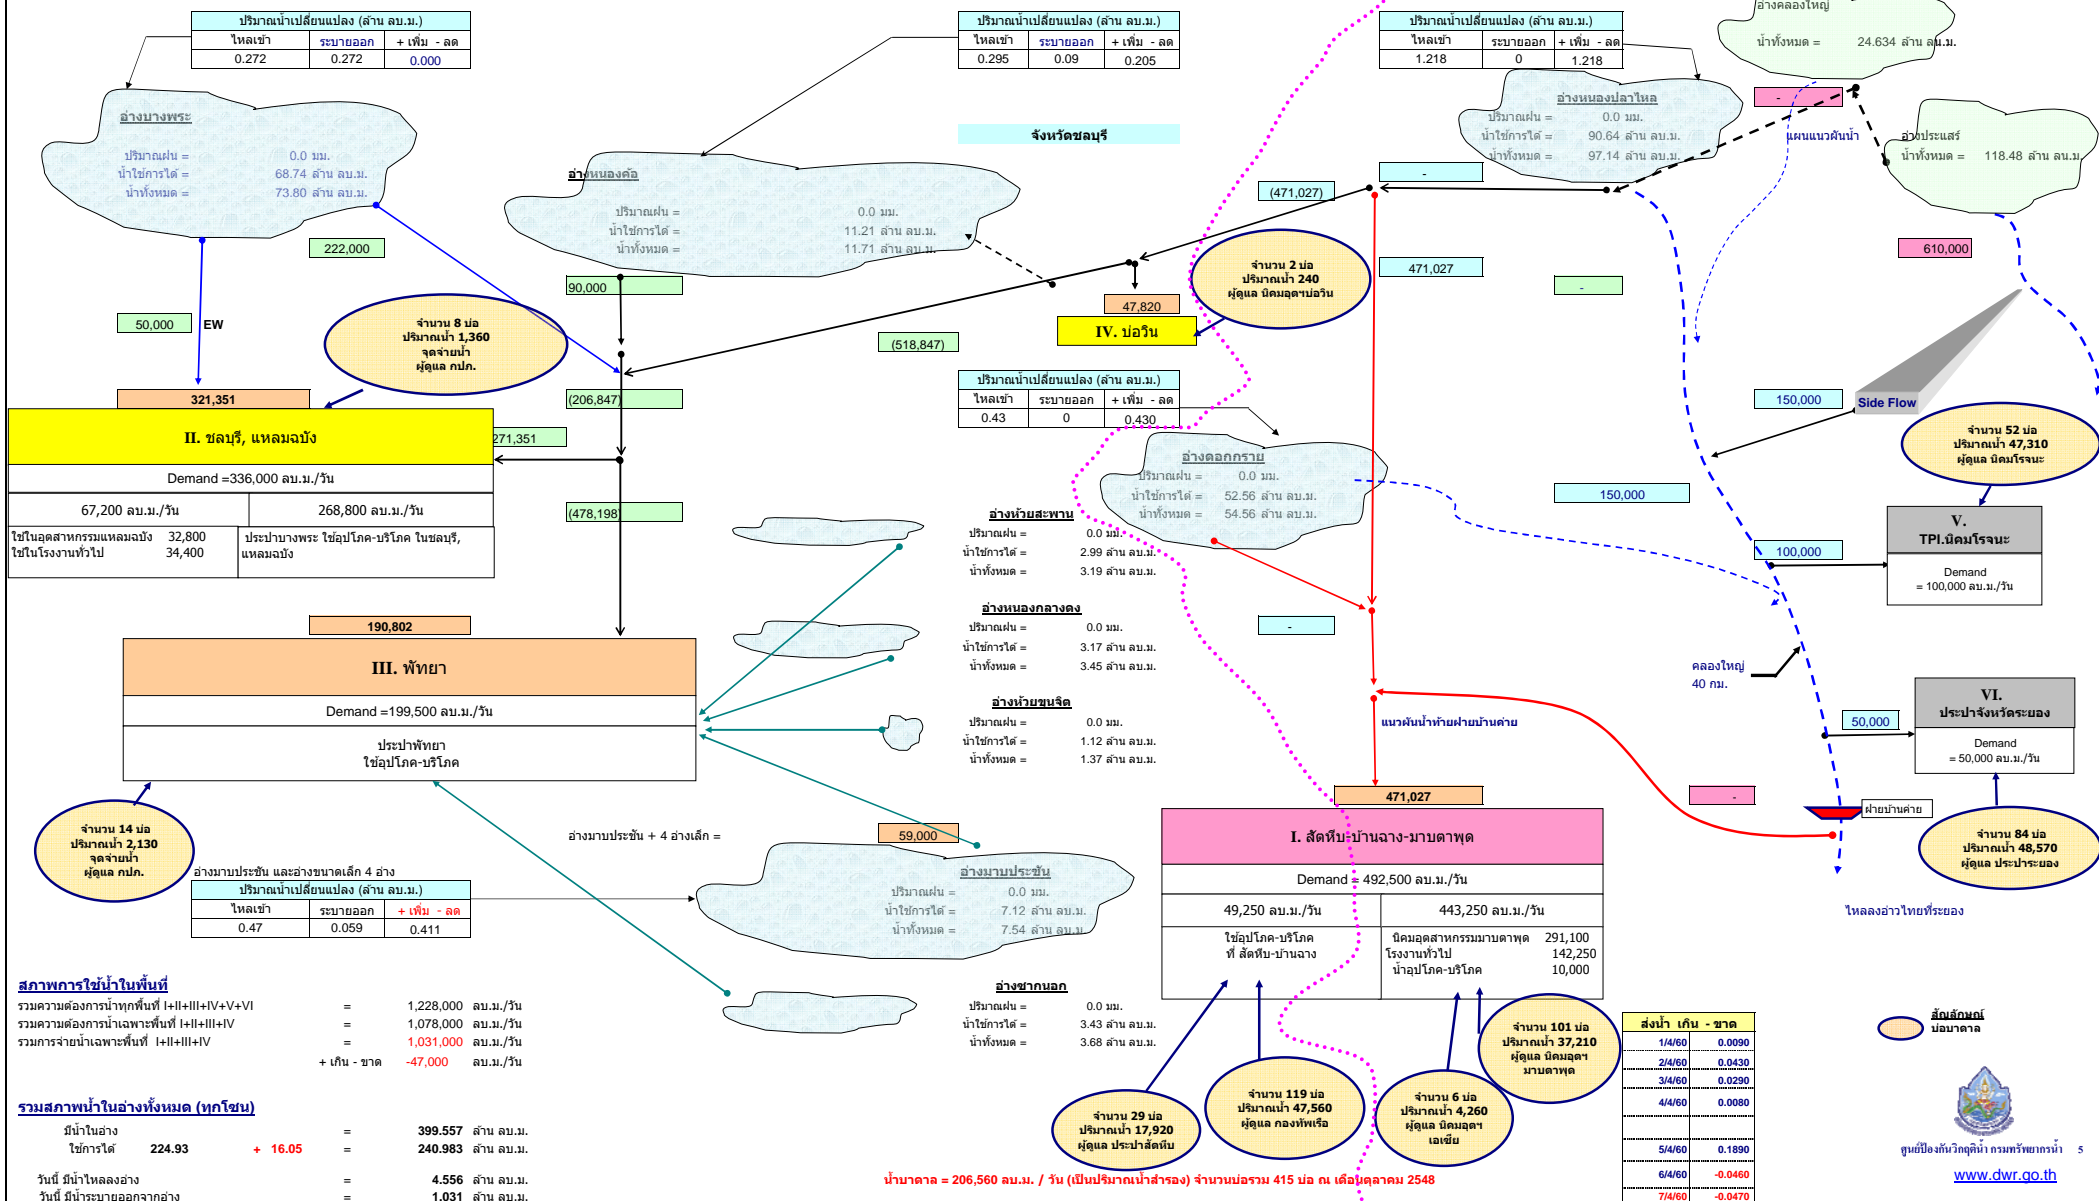 ปริมาณน้ำเปลี่ยนแปลง (ล้าน ลบ.ม.)
ไหลเข้า ระบายออก + เพิ่ม - ลด
0.272 0.272 0.000
ปริมาณน้ำเปลี่ยนแปลง (ล้าน ลบ.ม.)
ไหลเข้า ระบายออก + เพิ่ม - ลด
0.295 0.09 0.205
ปริมาณน้ำเปลี่ยนแปลง (ล้าน ลบ.ม.)
ไหลเข้า ระบายออก + เพิ่ม - ลด
1.218 0 1.218
อ่างคลองใหญ่
น้ำทั้งหมด = 24.634 ล้าน ลน.ม.
อ่างบางพระ
ปริมาณฝน = 0.0 มม.
น้ำใช้การได้ = 68.74 ล้าน ลบ.ม.
น้ำทั้งหมด = 73.80 ล้าน ลบ.ม.
จังหวัดชลบุรี
อ่างหนองค้อ
ปริมาณฝน = 0.0 มม.
น้ำใช้การได้ = 11.21 ล้าน ลบ.ม.
น้ำทั้งหมด = 11.71 ล้าน ลบ.ม.
อ่างหนองปลาไหล
ปริมาณฝน = 0.0 มม.
น้ำใช้การได้ = 90.64 ล้าน ลบ.ม.
น้ำทั้งหมด = 97.14 ล้าน ลบ.ม.
-
แผนแนวผันน้ำ
อ่างประแสร์
น้ำทั้งหมด = 118.48 ล้าน ลน.ม.
-
(471,027)
222,000
90,000
50,000 EW
จำนวน 8 บ่อ
ปริมาณน้ำ 1,360
จุดจ่ายน้ำ
ผู้ดูแล กปภ.
47,820
IV. บ่อวิน
จำนวน 2 บ่อ
ปริมาณน้ำ 240
ผู้ดูแล นิคมอุตฯบ่อวิน
471,027
-
610,000
(518,847)
321,351
(206,847)
II. ชลบุรี, แหลมฉบัง
271,351
Demand =336,000 ลบ.ม./วัน
67,200 ลบ.ม./วัน 268,800 ลบ.ม./วัน
ใช้ในอุตสาหกรรมแหลมฉบัง 32,800
ใช้ในโรงงานทั่วไป 34,400
ประปาบางพระ ใช้อุปโภค-บริโภค ในชลบุรี,
แหลมฉบัง
(478,198)
ปริมาณน้ำเปลี่ยนแปลง (ล้าน ลบ.ม.)
ไหลเข้า ระบายออก + เพิ่ม - ลด
0.43 0 0.430
อ่างดอกกราย
ปริมาณฝน = 0.0 มม.
น้ำใช้การได้ = 52.56 ล้าน ลบ.ม.
น้ำทั้งหมด = 54.56 ล้าน ลบ.ม.
150,000
Side Flow
จำนวน 52 บ่อ
ปริมาณน้ำ 47,310
ผู้ดูแล นิคมโรจนะ
150,000
V.
TPI.นิคมโรจนะ
100,000
Demand
= 100,000 ลบ.ม./วัน
อ่างห้วยสะพาน
ปริมาณฝน = 0.0 มม.
น้ำใช้การได้ = 2.99 ล้าน ลบ.ม.
น้ำทั้งหมด = 3.19 ล้าน ลบ.ม.
อ่างหนองกลางดง
ปริมาณฝน = 0.0 มม.
น้ำใช้การได้ = 3.17 ล้าน ลบ.ม.
น้ำทั้งหมด = 3.45 ล้าน ลบ.ม.
อ่างห้วยขุนจิต
ปริมาณฝน = 0.0 มม.
น้ำใช้การได้ = 1.12 ล้าน ลบ.ม.
น้ำทั้งหมด = 1.37 ล้าน ลบ.ม.
190,802
III. พัทยา
Demand =199,500 ลบ.ม./วัน
ประปาพัทยา
ใช้อุปโภค-บริโภค
-
แนวผันน้ำท้ายฝายบ้านค่าย
คลองใหญ่
40 กม.
50,000
VI.
ประปาจังหวัดระยอง
Demand
= 50,000 ลบ.ม./วัน
-
ฝายบ้านค่าย
จำนวน 84 บ่อ
ปริมาณน้ำ 48,570
ผู้ดูแล ประปาระยอง
ไหลลงอ่าวไทยที่ระยอง
จำนวน 14 บ่อ
ปริมาณน้ำ 2,130
จุดจ่ายน้ำ
ผู้ดูแล กปภ.
อ่างมาบประชัน + 4 อ่างเล็ก = 59,000
อ่างมาบประชัน และอ่างขนาดเล็ก 4 อ่าง
ปริมาณน้ำเปลี่ยนแปลง (ล้าน ลบ.ม.)
ไหลเข้า ระบายออก + เพิ่ม - ลด
0.47 0.059 0.411
อ่างมาบประชัน
ปริมาณฝน = 0.0 มม.
น้ำใช้การได้ = 7.12 ล้าน ลบ.ม.
น้ำทั้งหมด = 7.54 ล้าน ลบ.ม.
471,027
I. สัตหีบ-บ้านฉาง-มาบตาพุด
Demand = 492,500 ลบ.ม./วัน
49,250 ลบ.ม./วัน 443,250 ลบ.ม./วัน
ใช้อุปโภค-บริโภค
ที่ สัตหีบ-บ้านฉาง
นิคมอุตสาหกรรมมาบตาพุด 291,100
โรงงานทั่วไป 142,250
น้ำอุปโภค-บริโภค 10,000
สภาพการใช้น้ำในพื้นที่
รวมความต้องการน้ำทุกพื้นที่ I+II+III+IV+V+VI = 1,228,000 ลบ.ม./วัน
รวมความต้องการน้ำเฉพาะพื้นที่ I+II+III+IV = 1,078,000 ลบ.ม./วัน
รวมการจ่ายน้ำเฉพาะพื้นที่ I+II+III+IV = 1,031,000 ลบ.ม./วัน
+ เกิน - ขาด -47,000 ลบ.ม./วัน
อ่างซากนอก
ปริมาณฝน = 0.0 มม.
น้ำใช้การได้ = 3.43 ล้าน ลบ.ม.
น้ำทั้งหมด = 3.68 ล้าน ลบ.ม.
จำนวน 29 บ่อ
ปริมาณน้ำ 17,920
ผู้ดูแล ประปาสัตหีบ
จำนวน 119 บ่อ
ปริมาณน้ำ 47,560
ผู้ดูแล กองทัพเรือ
จำนวน 6 บ่อ
ปริมาณน้ำ 4,260
ผู้ดูแล นิคมอุตฯ
เอเซีย
จำนวน 101 บ่อ
ปริมาณน้ำ 37,210
ผู้ดูแล นิคมอุตฯ
มาบตาพุด
ส่งน้ำ เกิน - ขาด
1/4/60 0.0090
2/4/60 0.0430
3/4/60 0.0290
4/4/60 0.0080
5/4/60 0.1890
6/4/60 -0.0460
7/4/60 -0.0470
สัญลักษณ์
บ่อบาดาล
รวมสภาพน้ำในอ่างทั้งหมด (ทุกโซน)
มีน้ำในอ่าง = 399.557 ล้าน ลบ.ม.
ใช้การได้ 224.93 + 16.05 = 240.983 ล้าน ลบ.ม.
วันนี้ มีน้ำไหลลงอ่าง = 4.556 ล้าน ลบ.ม.
วันนี้ มีน้ำระบายออกจากอ่าง = 1.031 ล้าน ลบ.ม.
น้ำบาดาล = 206,560 ลบ.ม. / วัน (เป็นปริมาณน้ำสำรอง) จำนวนบ่อรวม 415 บ่อ ณ เดือนตุลาคม 2548
ศูนย์ป้องกันวิกฤติน้ำ กรมทรัพยากรน้ำ 5
www.dwr.go.th